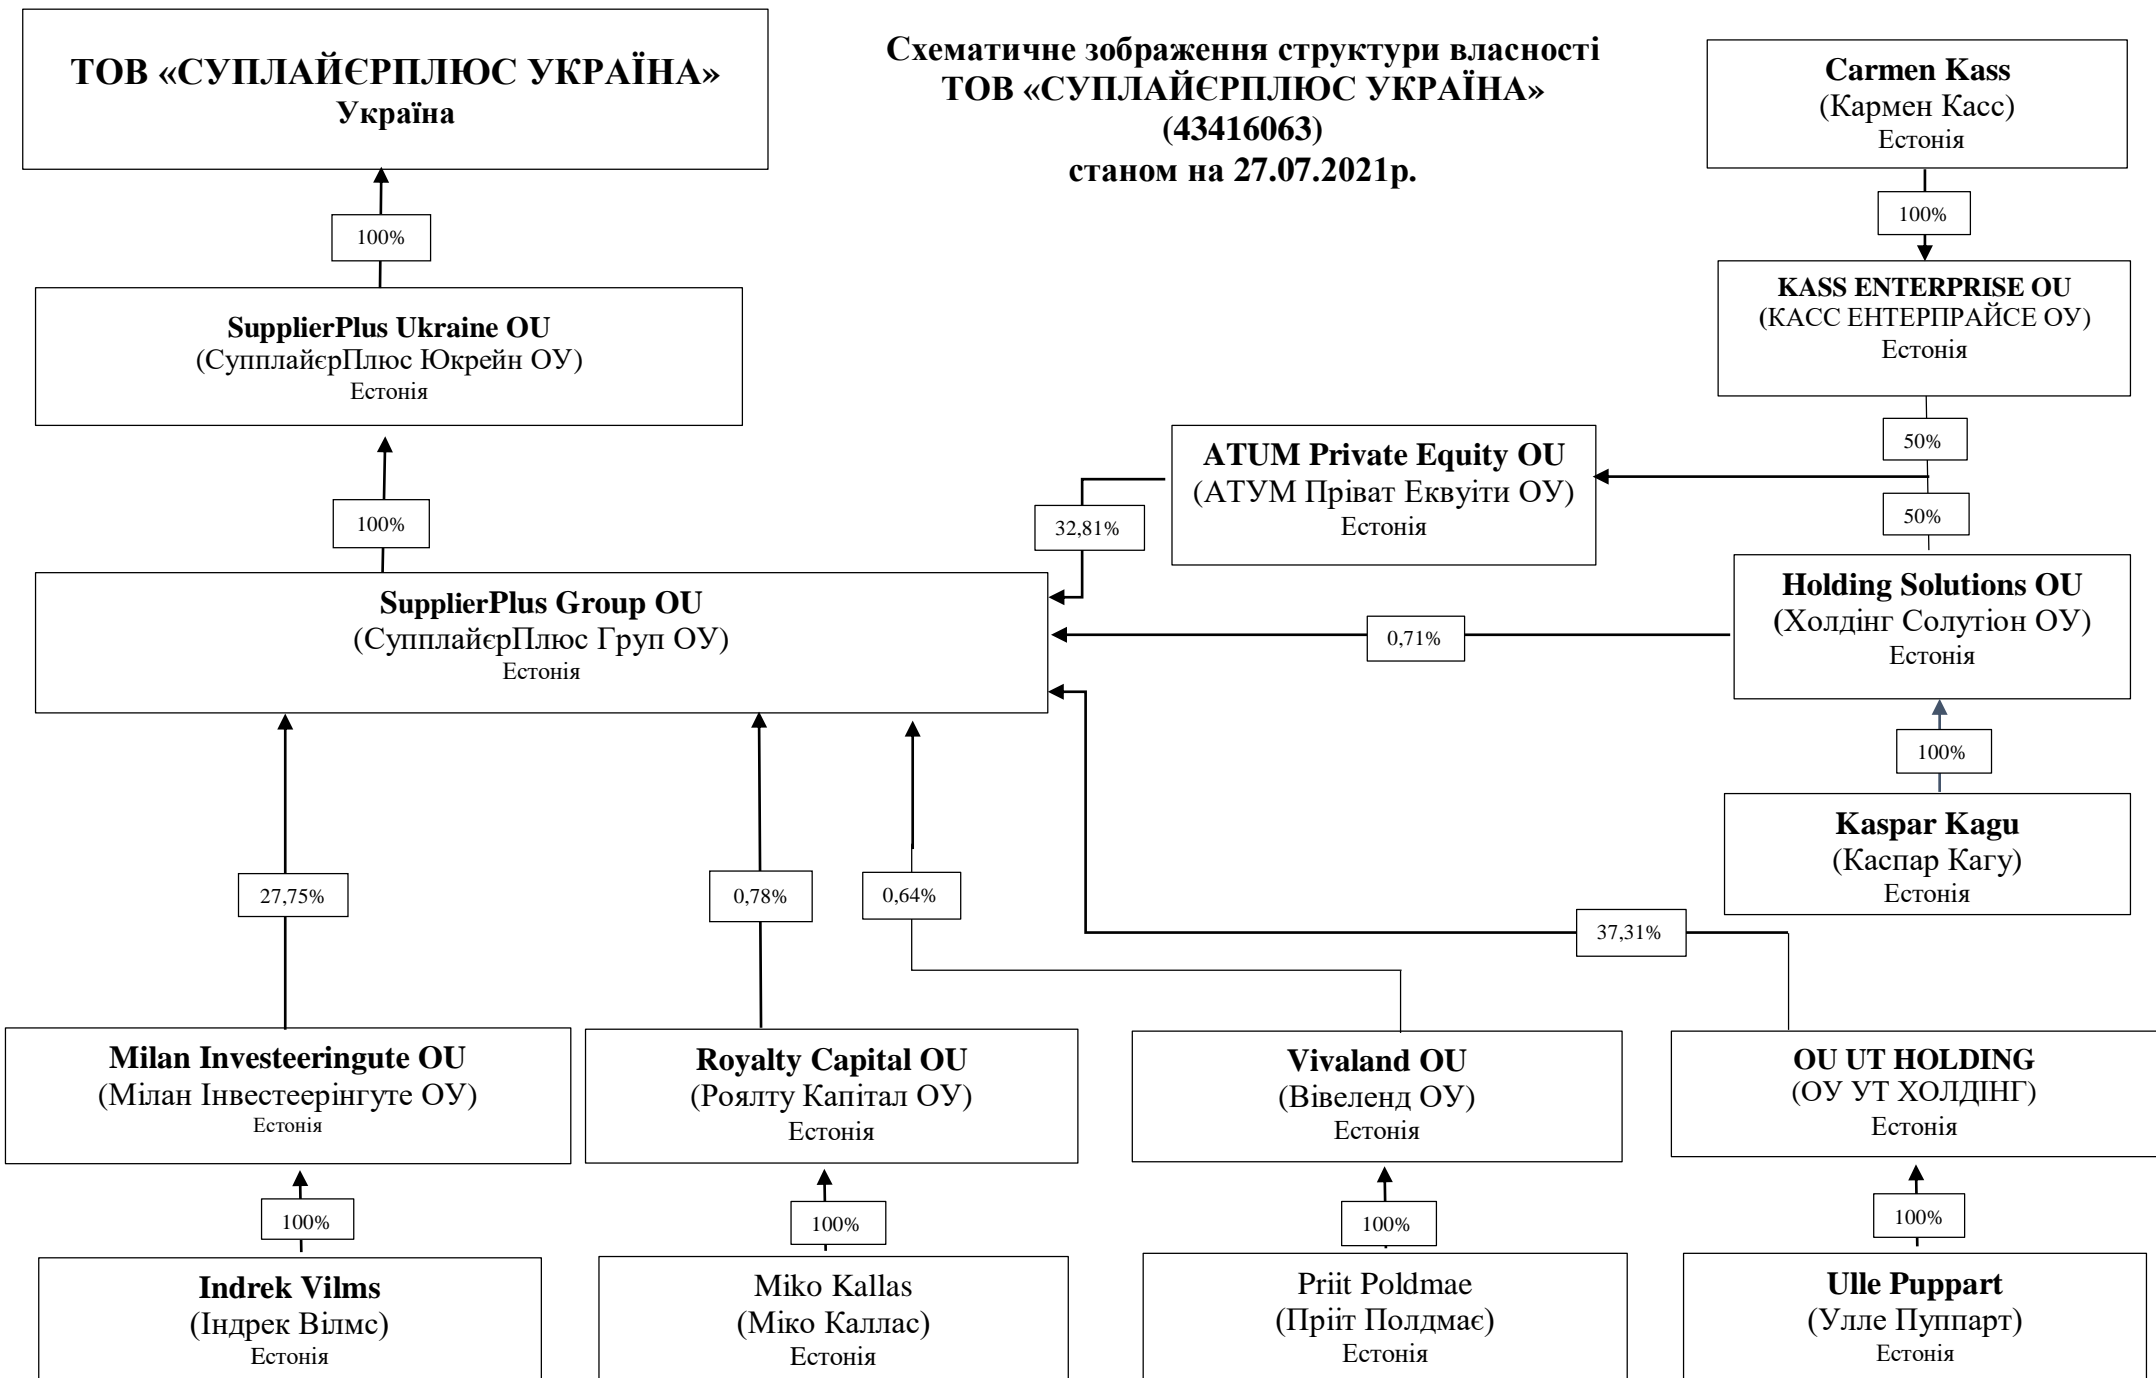 ТОВ «СУПЛАЙЄРПЛЮС УКРАЇНА»
Україна
Схематичне зображення структури власності
ТОВ «СУПЛАЙЄРПЛЮС УКРАЇНА»
(43416063)
станом на 27.07.2021р.
Carmen Kass
(Кармен Касс)
Естонія
100%
100%
KASS ENTERPRISE OU
(КАСС ЕНТЕРПРАЙСЕ ОУ)
Естонія
SupplierPlus Ukraine OU
(СупплайєрПлюс Юкрейн ОУ)
Естонія
50%
ATUM Private Equity OU
(АТУМ Пріват Еквуіти ОУ)
Естонія
100%
32,81%
50%
SupplierPlus Group OU
(СупплайєрПлюс Груп ОУ)
Естонія
0,71%
Holding Solutions OU
(Холдінг Солутіон ОУ)
Естонія
100%
Kaspar Kagu
(Каспар Кагу)
Естонія
27,75%
0,78%
0,64%
37,31%
Milan Investeeringute OU
(Мілан Інвестеерінгуте ОУ)
Естонія
Royalty Capital OU
(Роялту Капітал ОУ)
Естонія
Vivaland OU
(Вівеленд ОУ)
Естонія
OU UT HOLDING
(ОУ УТ ХОЛДІНГ)
Естонія
100%
100%
100%
100%
Indrek Vilms
(Індрек Вілмс)
Естонія
Miko Kallas
(Міко Каллас)
Естонія
Priit Poldmae
(Прііт Полдмає)
Естонія
Ulle Puppart
(Улле Пуппарт)
Естонія